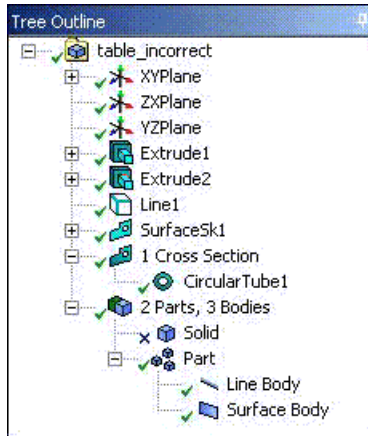 Tree Outline
table_incorrect
XYPlane
ZXPlane
YZPlane
Extrude1
Extrude2
Line1
SurfaceSk1
1 Cross Section
CircularTube1
2 Parts, 3 Bodies
Solid
Part
Line Body
Surface Body